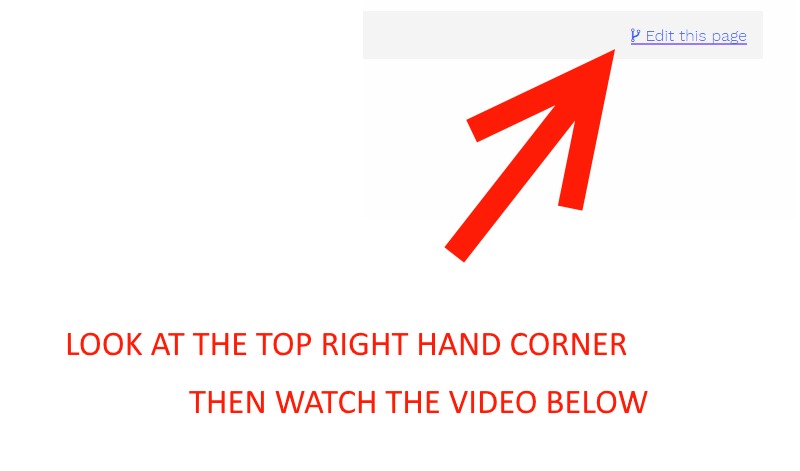 Edit this page
LOOK AT THE TOP RIGHT HAND CORNER
THEN WATCH THE VIDEO BELOW